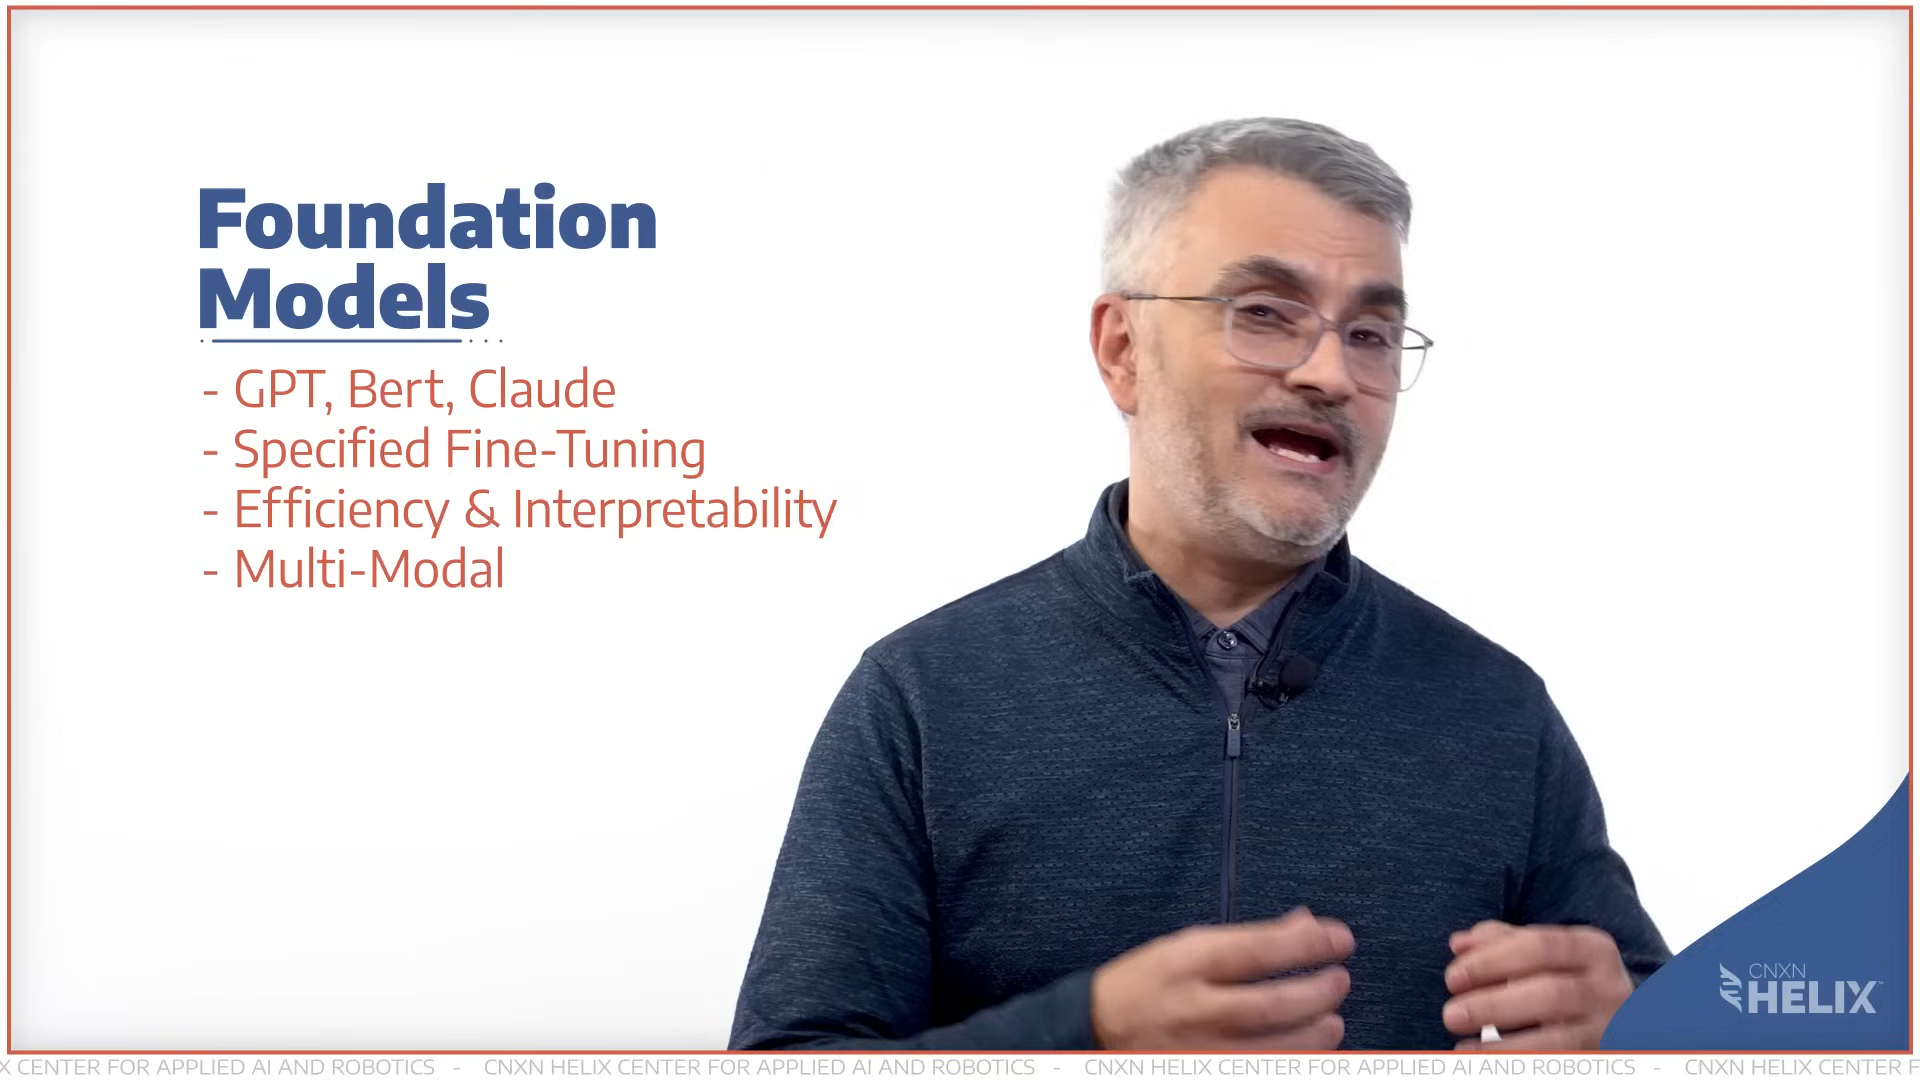 Foundation
Models
- GPT, Bert, Claude
- Specified Fine-Tuning
- Efficiency & Interpretability
- Multi-Modal
CNXN
HELIX
X CENTER FOR APPLIED AI AND ROBOTICS - CNXN HELIX CENTER FOR APPLIED AI AND ROBOTICS - CNXN HELIX CENTER FOR APPLIED AI AND ROBOTICS - CNXN HELIX CENTER F